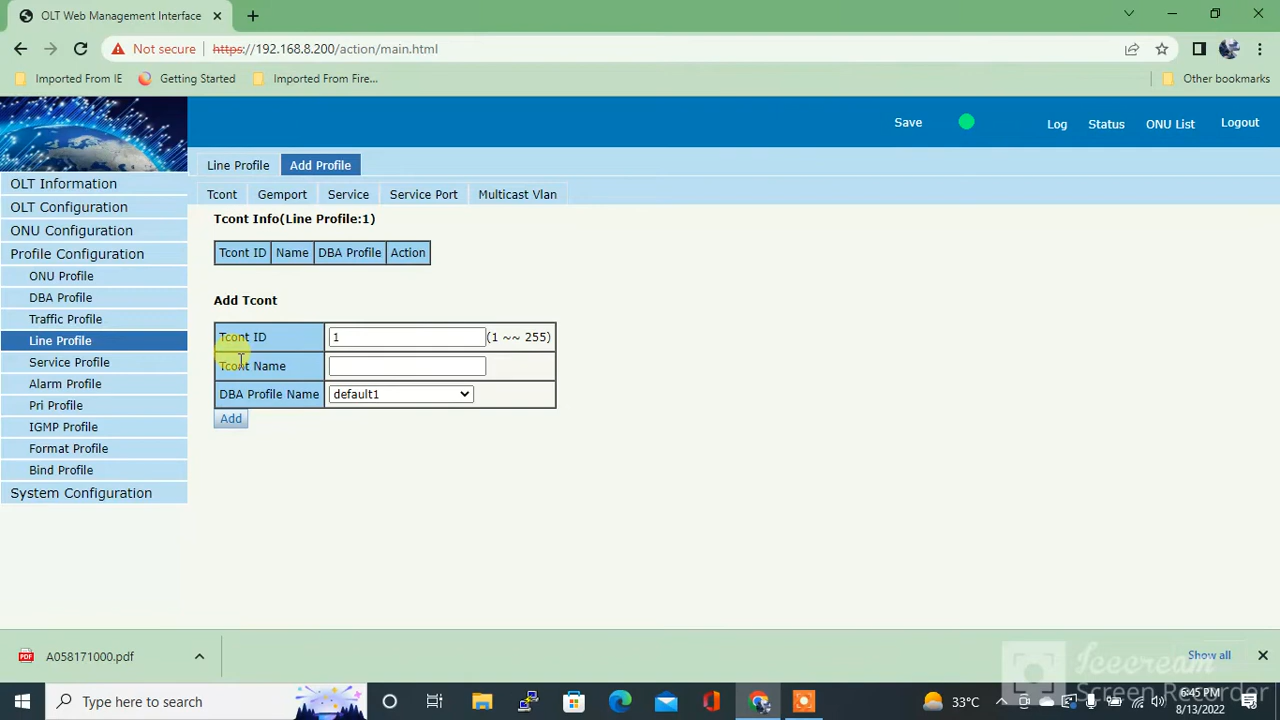 OLT Web Management Interface
Not secure
https://192.168.8.200/action/main.html
Imported From IE
Getting Started
Imported From Fire...
Other bookmarks
Save
Log
Status
ONU List
Logout
Line Profile
Add Profile
OLT Information
OLT Configuration
ONU Configuration
Profile Configuration
ONU Profile
DBA Profile
Traffic Profile
Line Profile
Service Profile
Alarm Profile
Pri Profile
IGMP Profile
Format Profile
Bind Profile
System Configuration
Tcont
Gemport
Service
Service Port
Multicast Vlan
Tcont Info(Line Profile:1)
Tcont ID Name DBA Profile Action
Add Tcont
Tcont ID 1 (1 ~~ 255)
Tcont Name
DBA Profile Name default1
Add
PDF
A058171000.pdf
Show all
Icecream
Screen Recorder
Type here to search
33°C
6:45 PM
8/13/2022